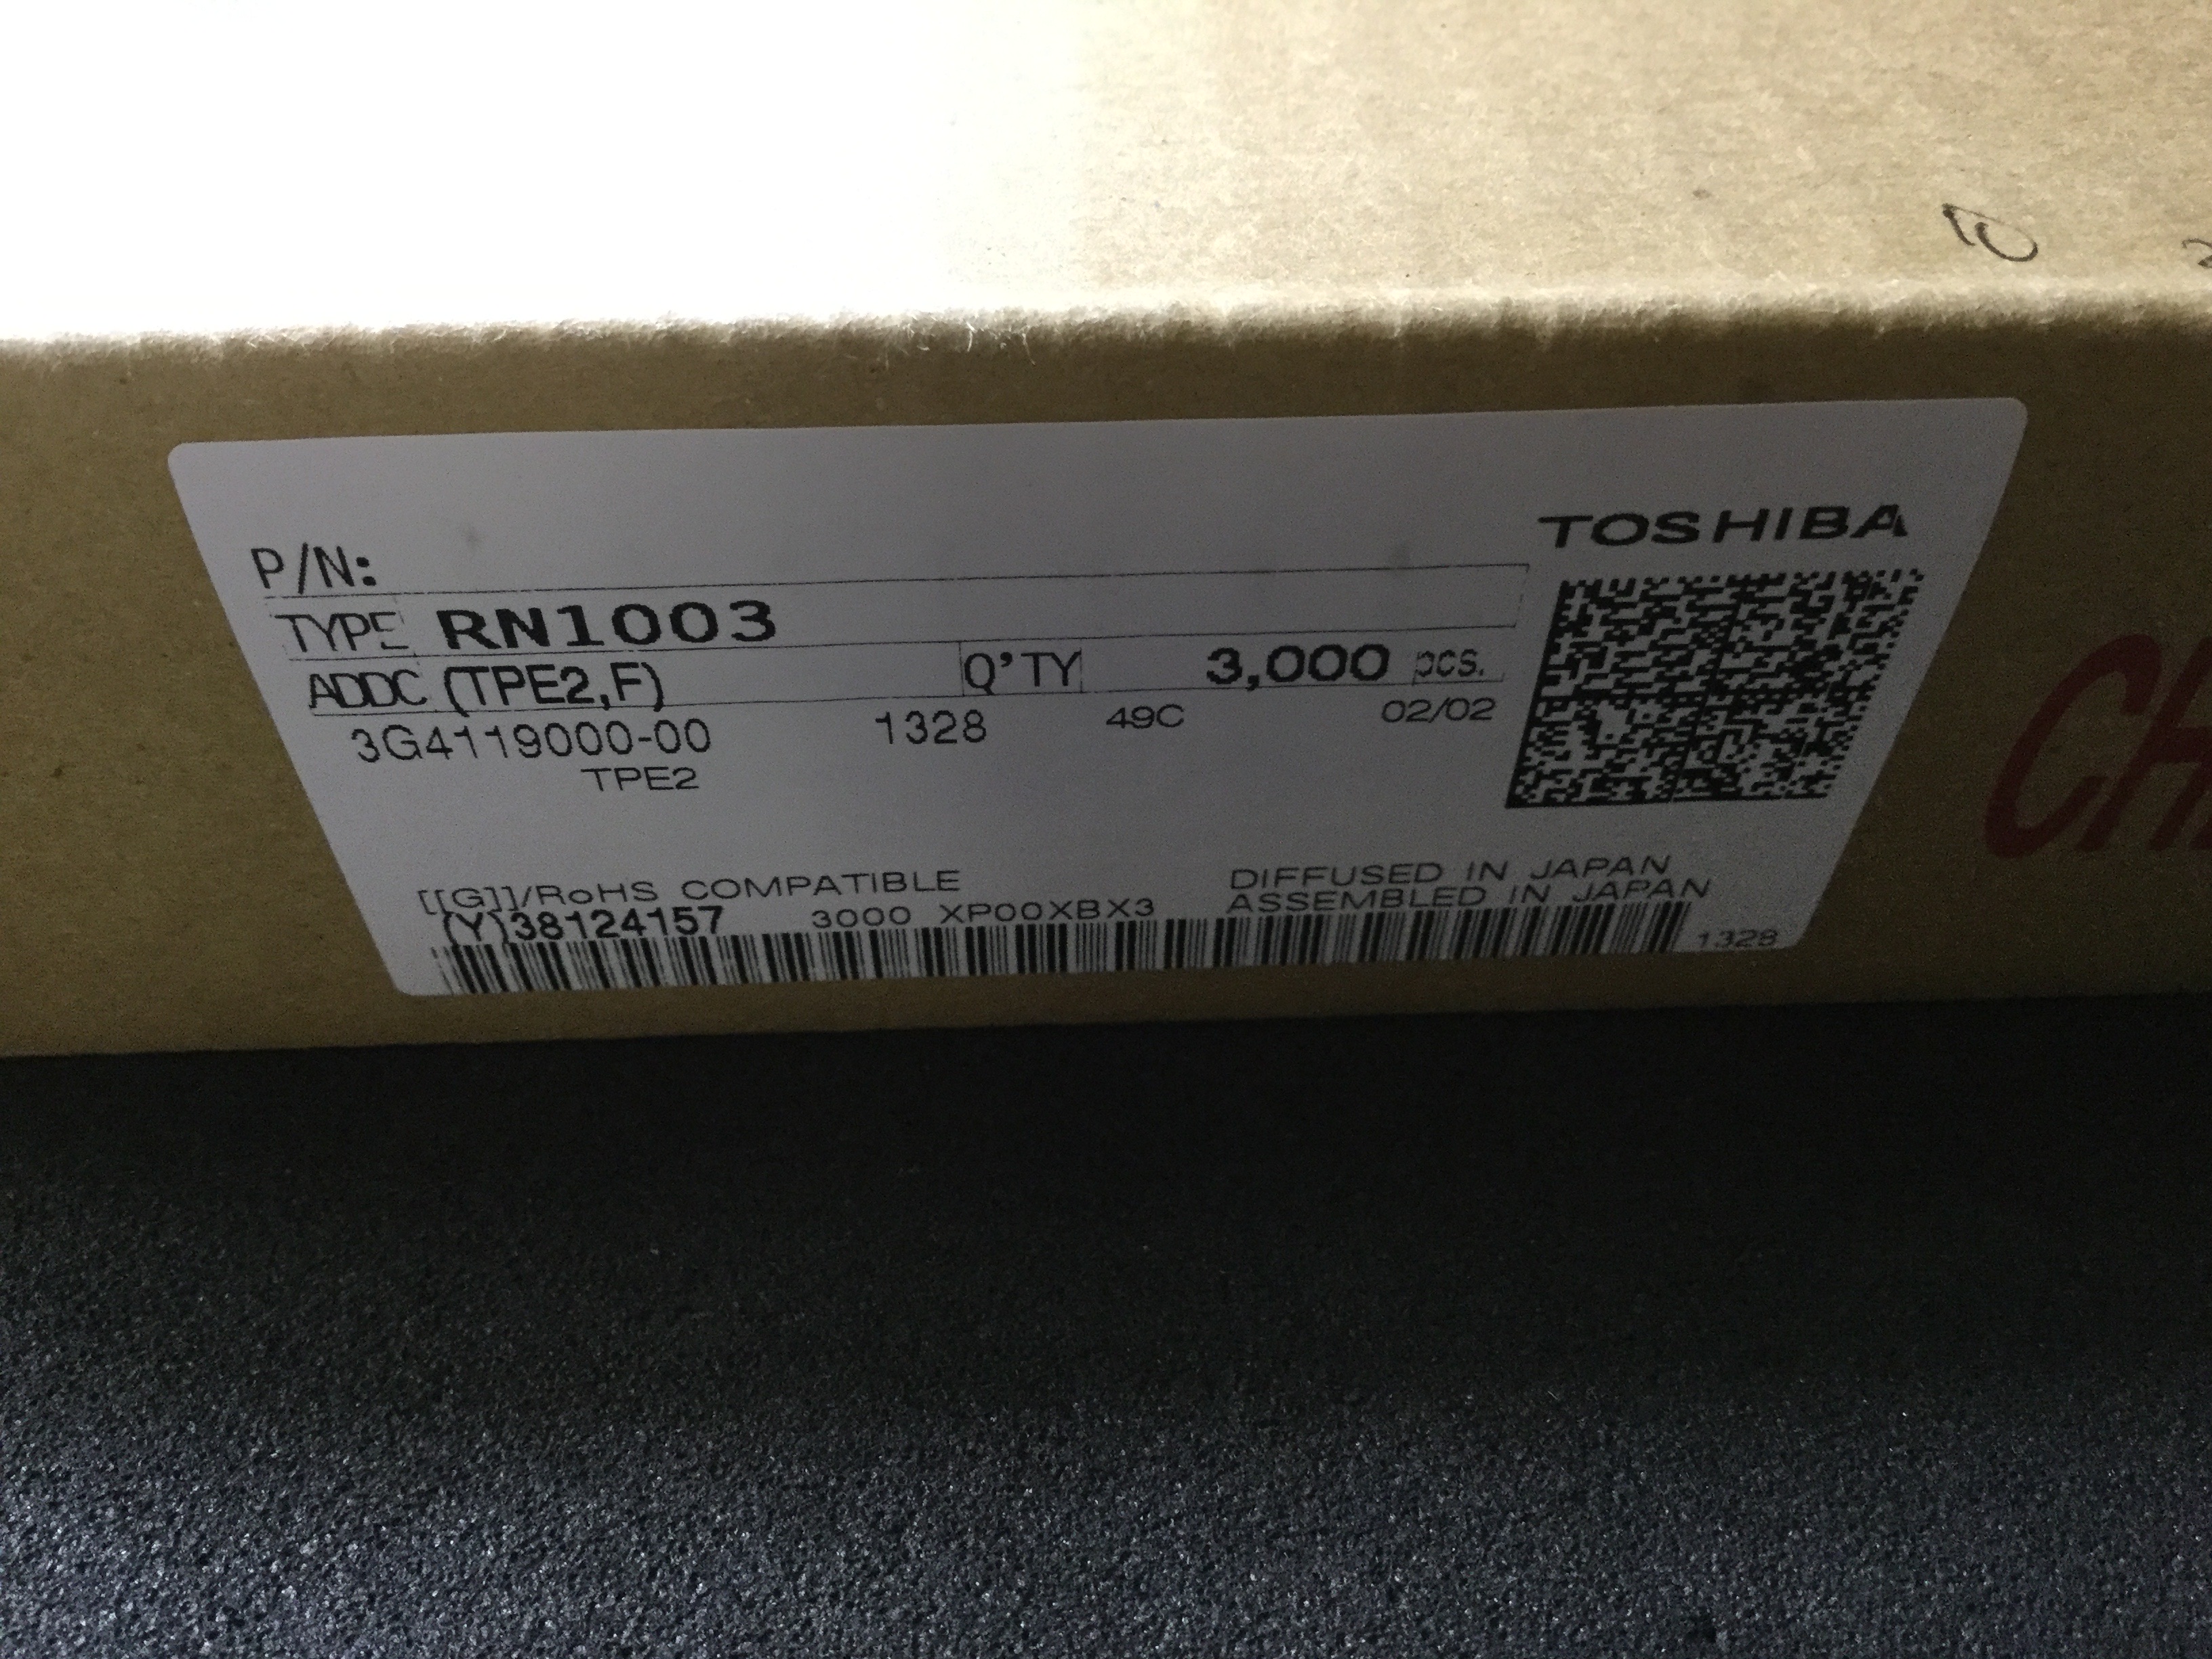 TOSHIBA
P/N:
TYPE RN1003
ADDC (TPE2,F) Q'TY 3,000 pcs.
3G4119000-00 1328 49C 02/02
TPE2
[[G]]/RoHS COMPATIBLE DIFFUSED IN JAPAN
ASSEMBLED IN JAPAN
(Y)38124157 3000 XP00XBX3
1328